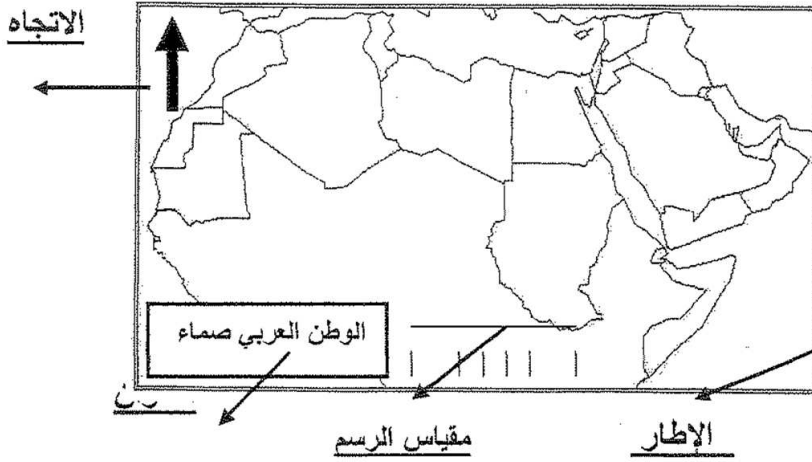 الاتجاه
الوطن العربي صماء
مقياس الرسم
الإطار